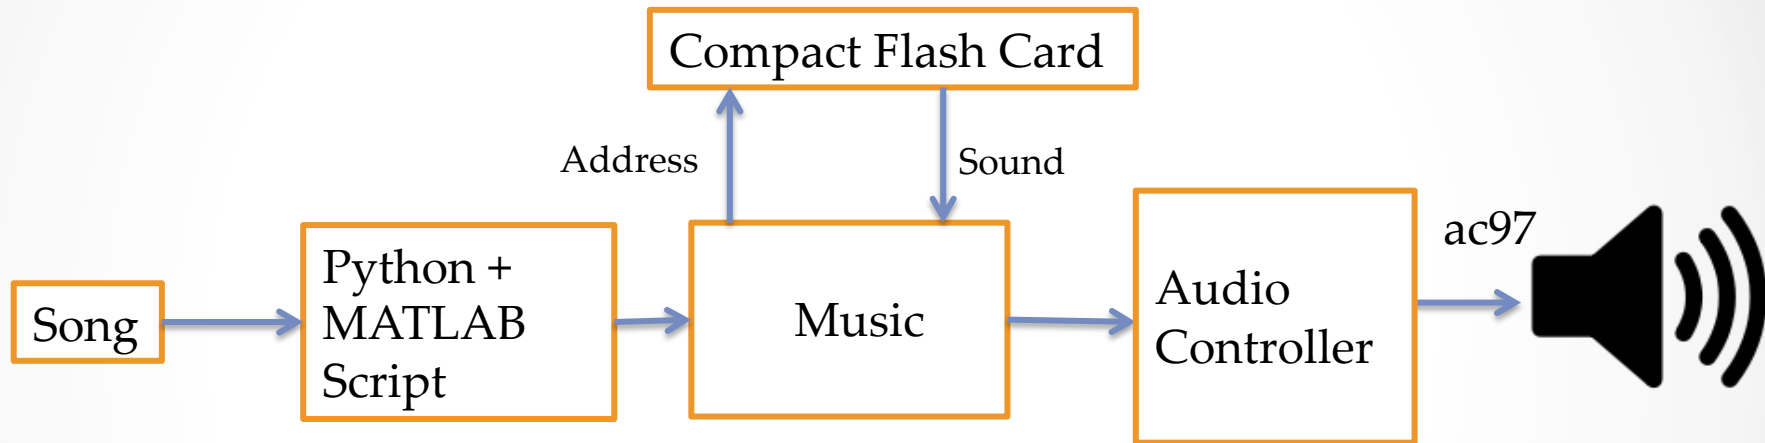 Compact Flash Card
Address
Sound
Song
Python +
MATLAB
Script
Music
Audio
Controller
ac97